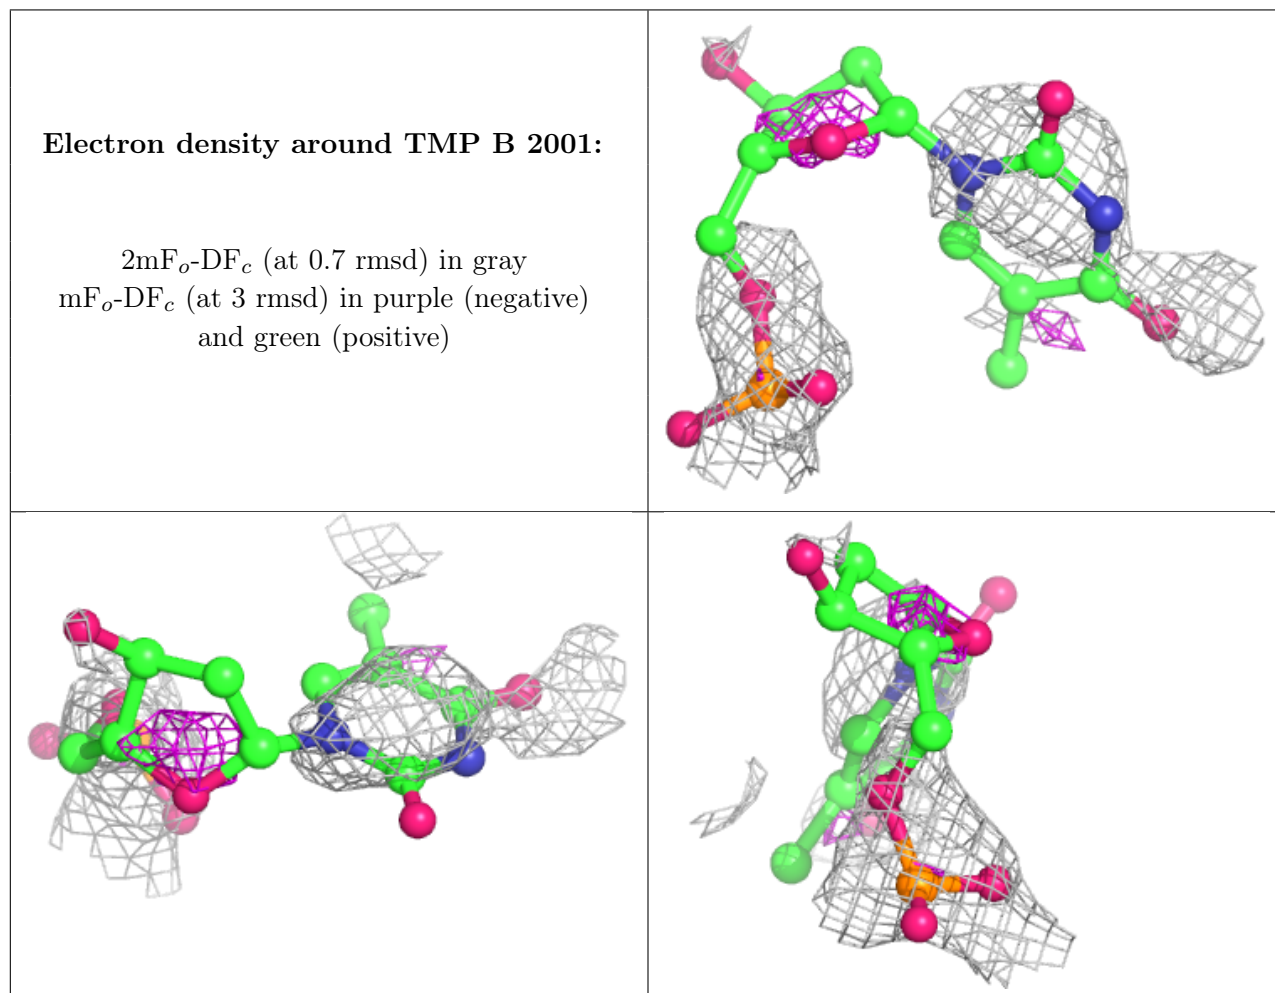 Electron density around TMP B 2001:
2mFo-DFc (at 0.7 rmsd) in gray
mFo-DFc (at 3 rmsd) in purple (negative)
and green (positive)